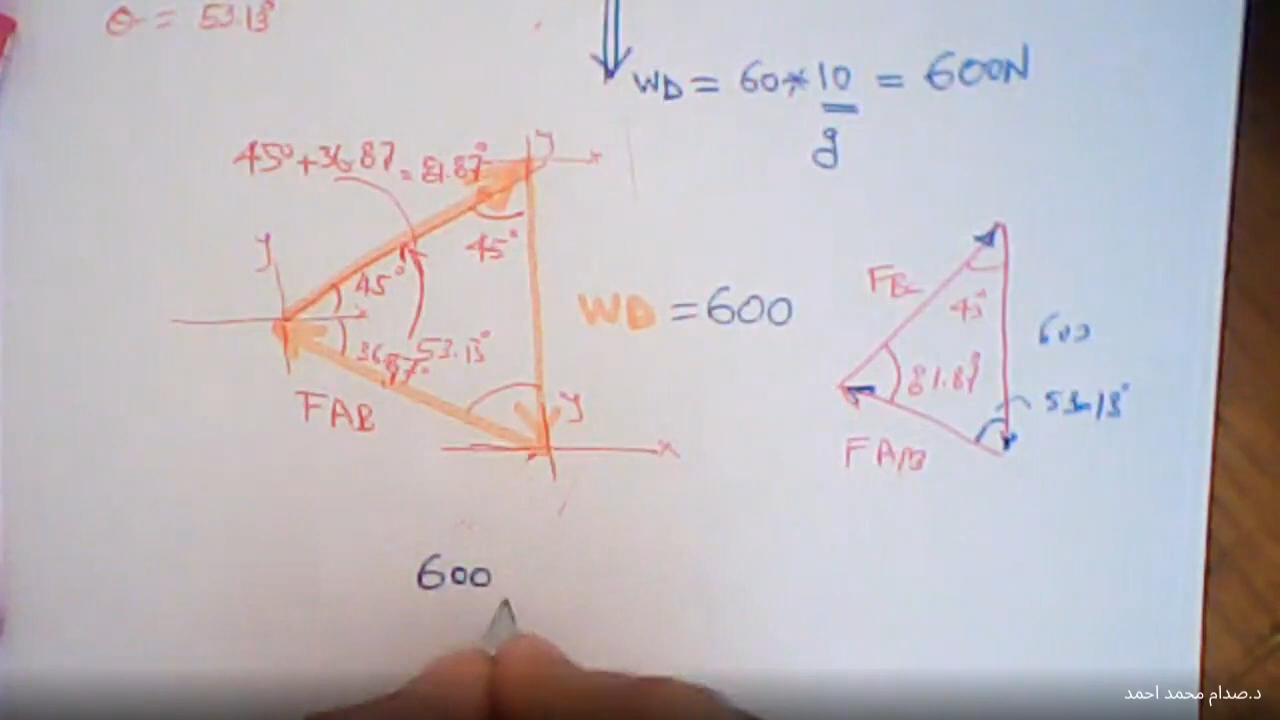 θ = 53.13°
WD = 60*10 = 600N
g
45°+36.87 = 81.87°
y
x
45°
y
45°
x
FBC
45°
WD = 600
600
36.87°
53.13°
81.87°
53.13°
FAB
y
FAB
x
600
د.صدام محمد احمد